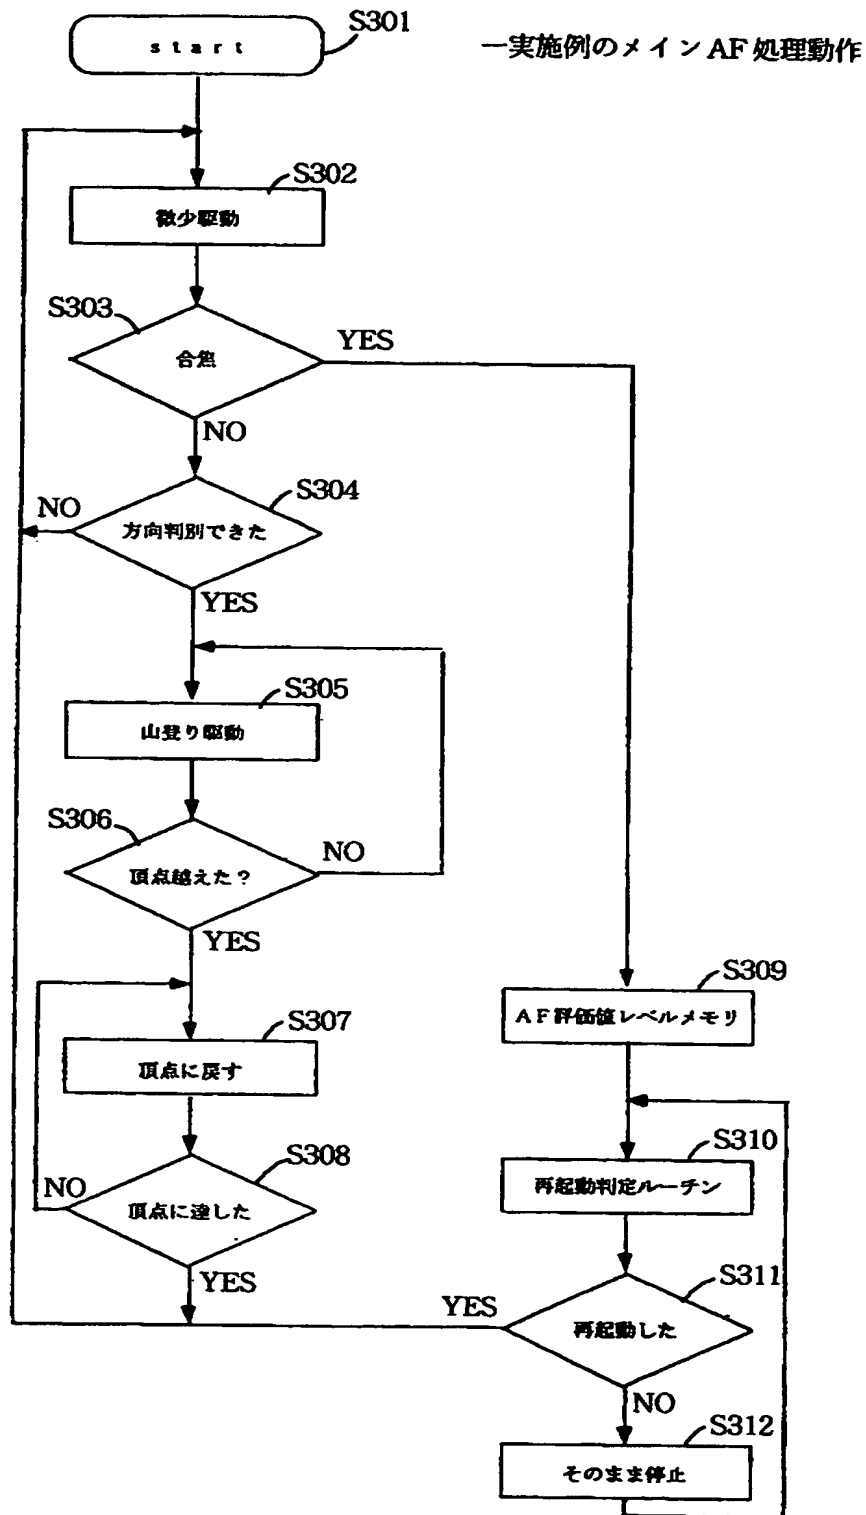 S301
start
一実施例のメインAF処理動作
S302
微少駆動
S303
合焦
YES
NO
S304
方向判別できた
NO
YES
S305
山登り駆動
S306
頂点越えた?
NO
YES
S307
頂点に戻す
S308
頂点に達した
NO
YES
S309
AF評価値レベルメモリ
S310
再起動判定ルーチン
S311
再起動した
YES
NO
S312
そのまま停止